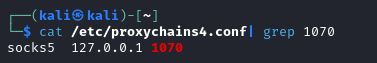 ┌──(kali㉿kali)-[~]
└─$ cat /etc/proxychains4.conf| grep 1070
socks5  127.0.0.1 1070